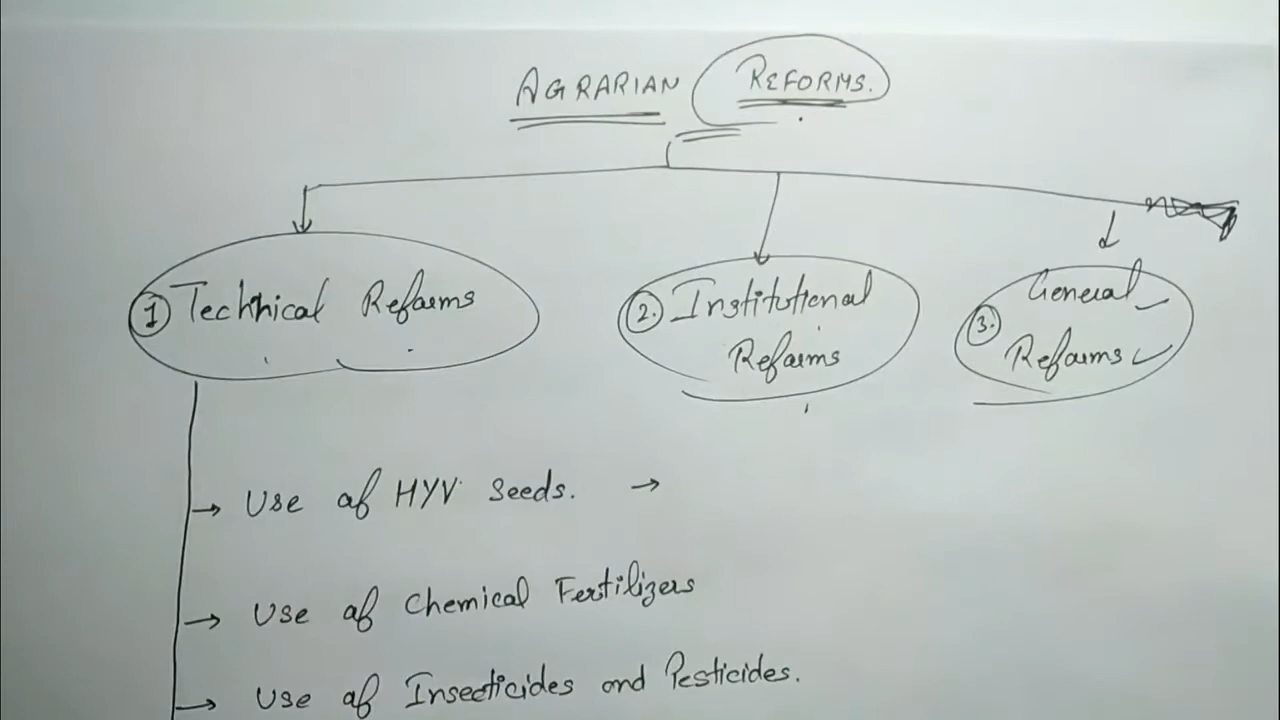 AGRARIAN REFORMS.
① Technical Reforms
②. Institutional
Reforms
③. General
Reforms
→ Use of HYV Seeds. →
→ Use of Chemical Fertilizers
→ Use of Insecticides and Pesticides.